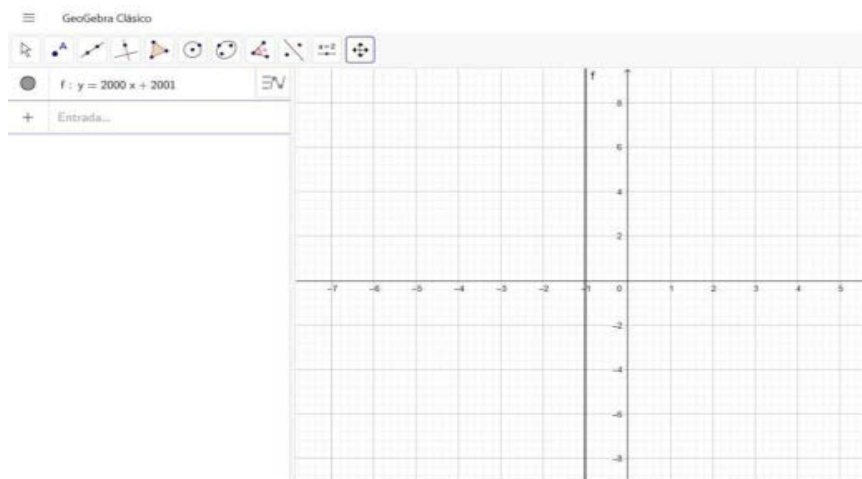 GeoGebra Clásico
A
a=2
f : y = 2000 x + 2001
+ Entrada...
f
8
6
4
2
-7 -6 -5 -4 -3 -2 -1 0 1 2 3 4 5
-2
-4
-6
-8